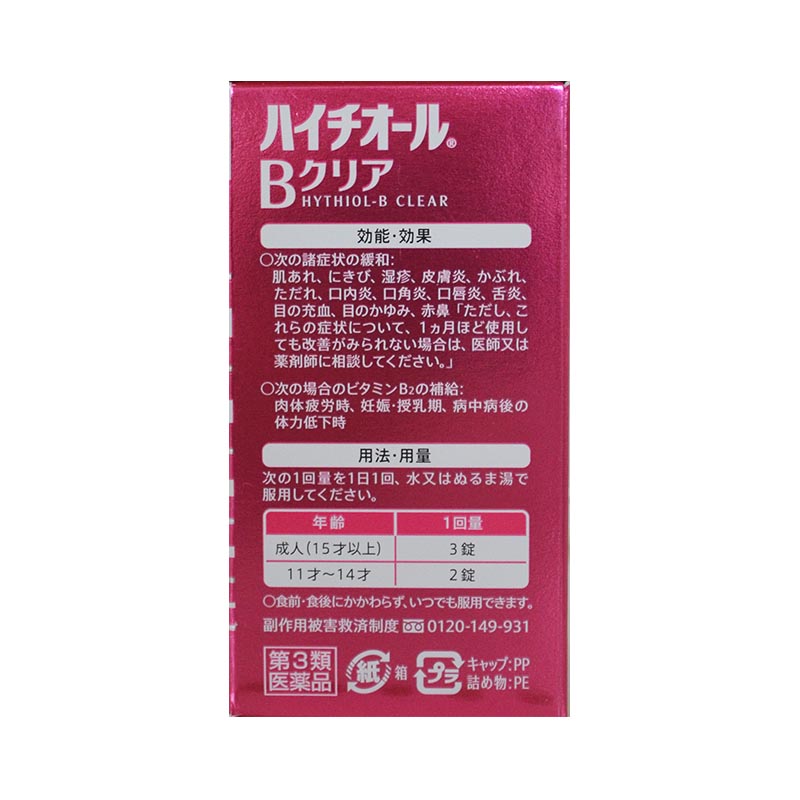 ハイチオール®
Bクリア
HYTHIOL-B CLEAR
効能・効果
○次の諸症状の緩和:
肌あれ、にきび、湿疹、皮膚炎、かぶれ、
ただれ、口内炎、口角炎、口唇炎、舌炎、
目の充血、目のかゆみ、赤鼻「ただし、こ
れらの症状について、1ヵ月ほど使用し
ても改善がみられない場合は、医師又は
薬剤師に相談してください。」
○次の場合のビタミンB₂の補給:
肉体疲労時、妊娠・授乳期、病中病後の
体力低下時
用法・用量
次の1回量を1日1回、水又はぬるま湯で
服用してください。
年齢 1回量
成人(15才以上) 3錠
11才〜14才 2錠
○食前・食後にかかわらず、いつでも服用できます。
副作用被害救済制度 0120-149-931
第3類
医薬品
紙 箱
プラ
キャップ:PP
詰め物:PE